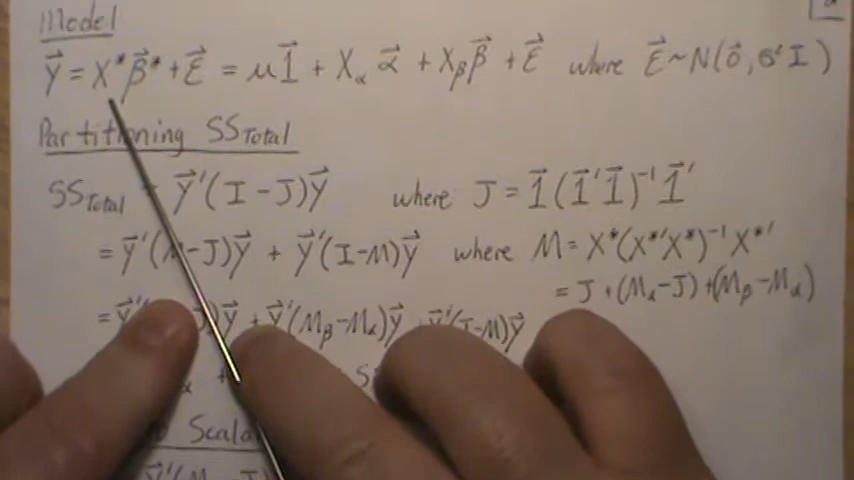 Model
Y⃗ = X*β⃗* + ε⃗ = μ1⃗ + X_α α⃗ + X_β β⃗ + ε⃗ where ε⃗ ~ N(0⃗, σ²I)
Partitioning SS_Total
SS_Total = y⃗'(I-J)y⃗ where J = 1⃗(1⃗'1⃗)⁻¹1⃗'
= y⃗'(M-J)y⃗ + y⃗'(I-M)y⃗ where M = X*(X*'X*)⁻¹X*'
= J + (M_α-J) + (M_β-M_α)
= y⃗'( J)y⃗ + y⃗'(M_β-M_α)y⃗ + y⃗'(I-M)y⃗
α + S
Scala
y⃗'(M - J)